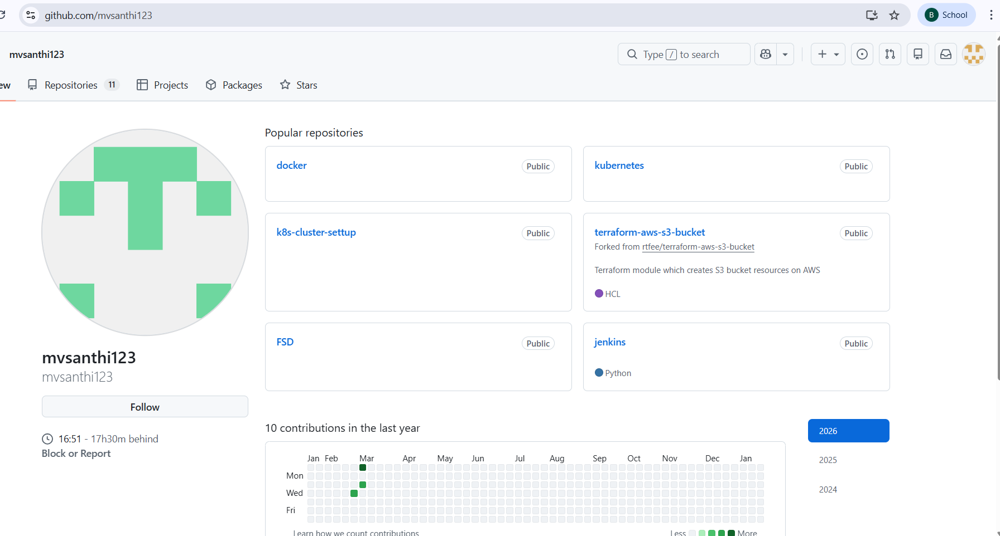 github.com/mvsanthi123
B School
mvsanthi123
Type / to search
ew Repositories 11 Projects Packages Stars
Popular repositories
docker Public
kubernetes Public
k8s-cluster-settup Public
terraform-aws-s3-bucket Public
Forked from rtfee/terraform-aws-s3-bucket
Terraform module which creates S3 bucket resources on AWS
HCL
FSD Public
jenkins Public
Python
mvsanthi123
mvsanthi123
Follow
16:51 - 17h30m behind
Block or Report
10 contributions in the last year
2026
2025
2024
Jan Feb Mar Apr May Jun Jul Aug Sep Oct Nov Dec Jan
Mon
Wed
Fri
Learn how we count contributions
Less More